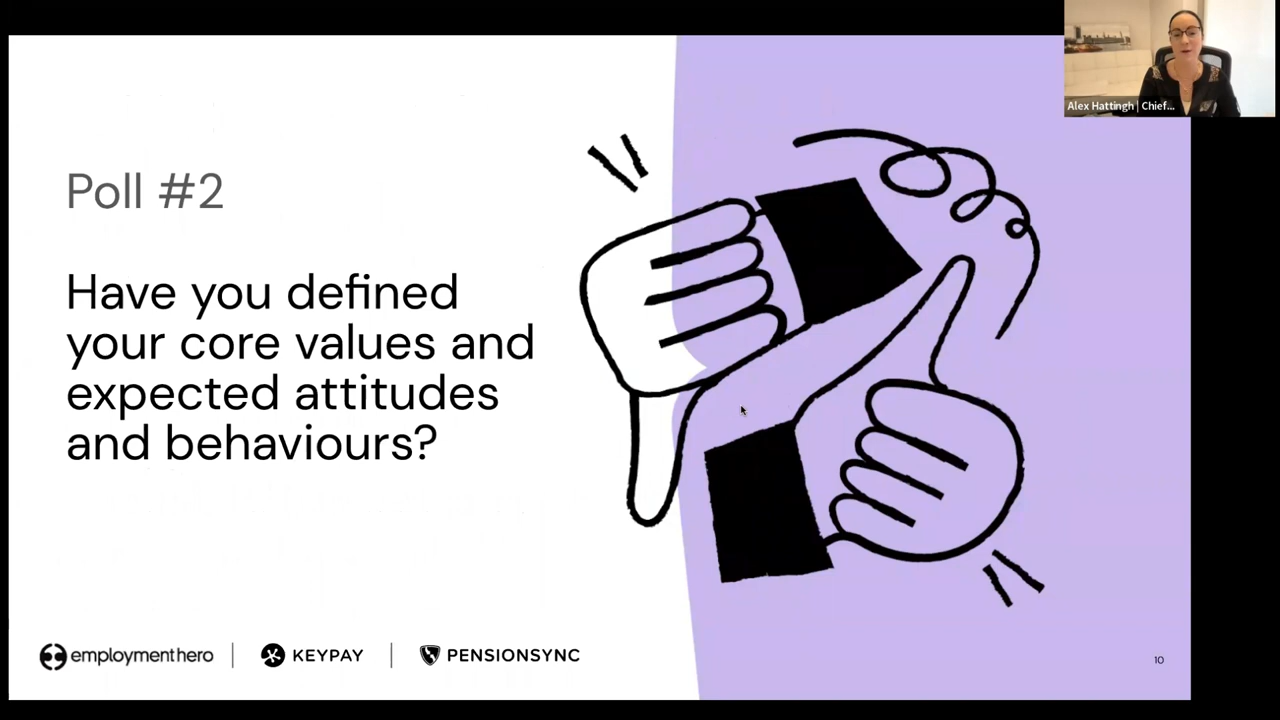 Alex Hattingh | Chief...
Poll #2
Have you defined
your core values and
expected attitudes
and behaviours?
employmenthero | KEYPAY | PENSIONSYNC
10